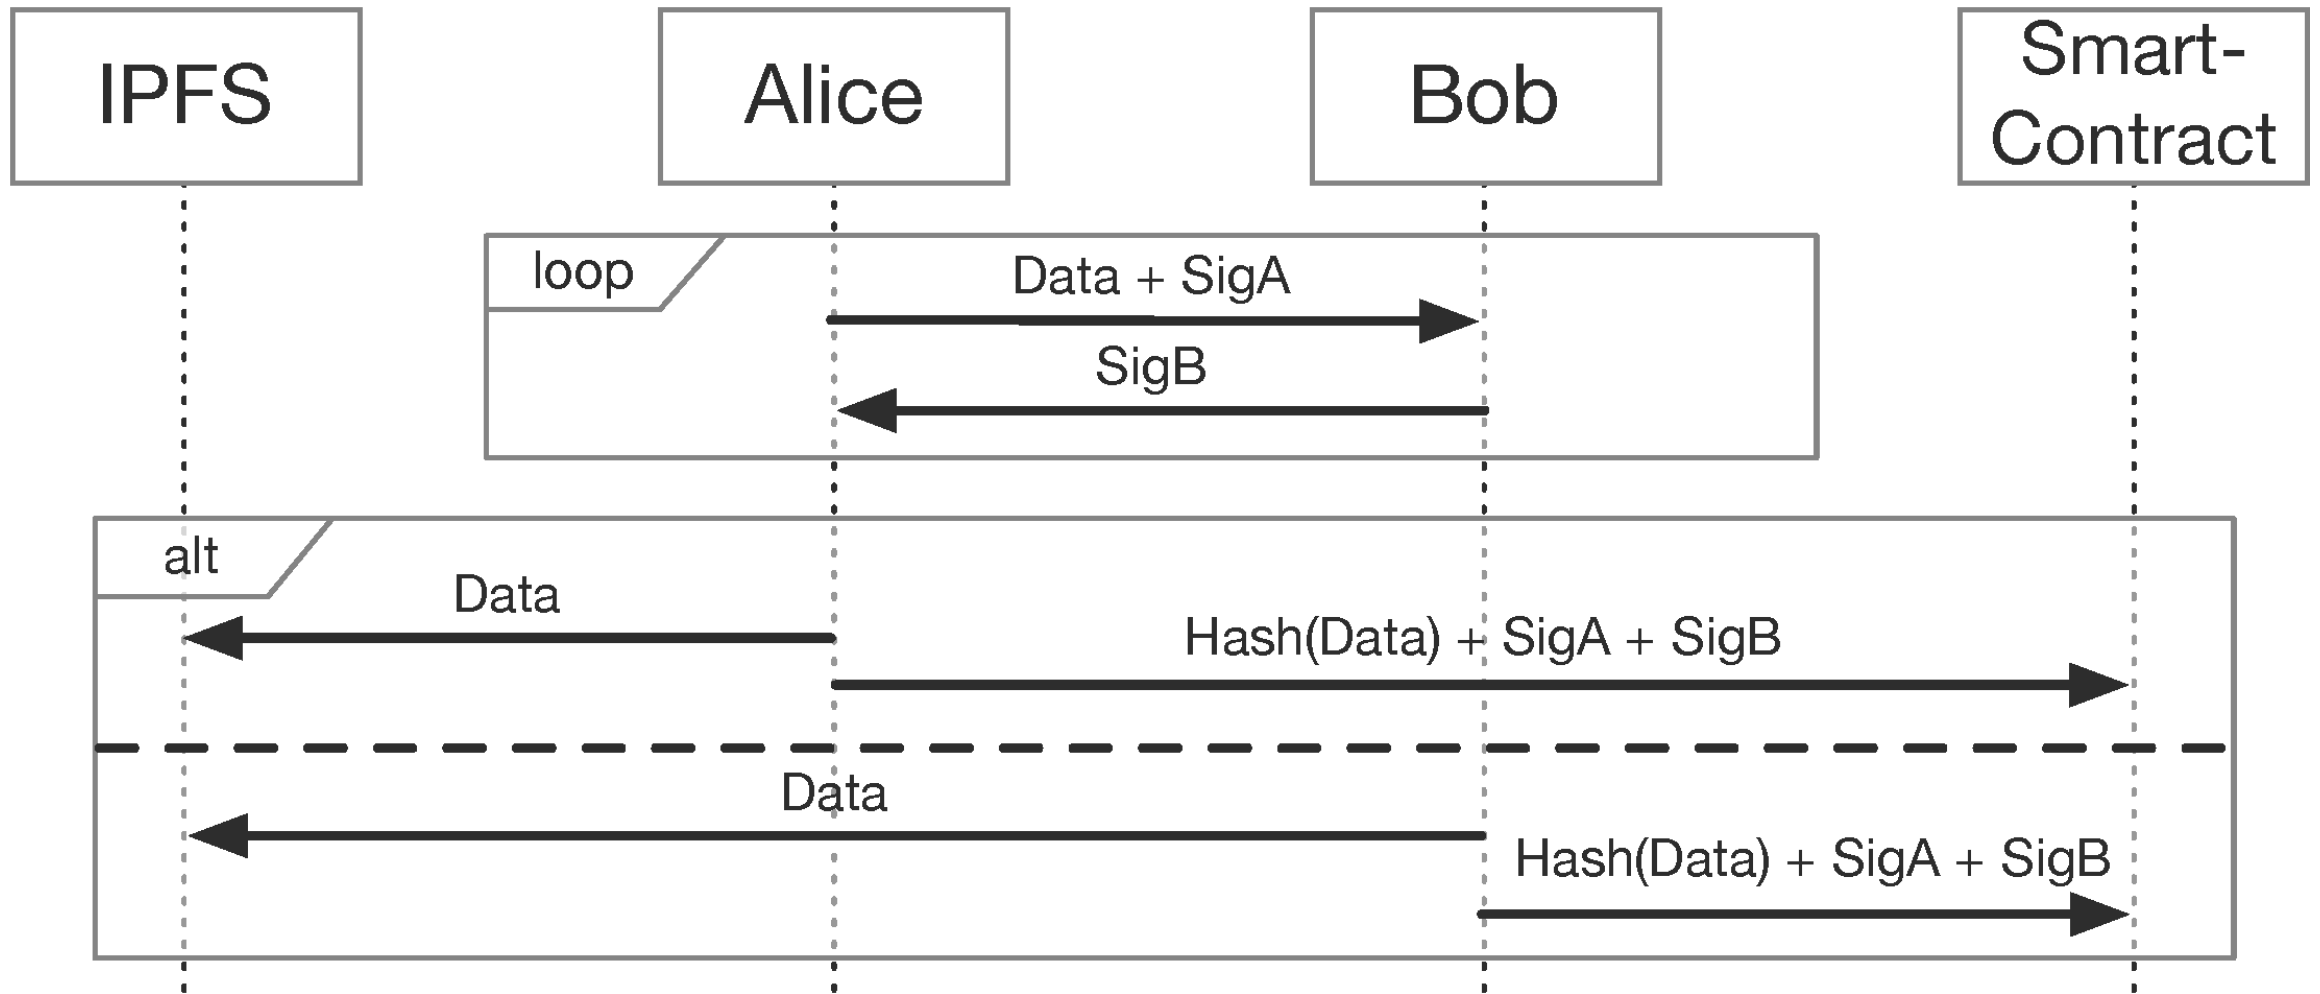 IPFS
Alice
Bob
Smart-
Contract
loop
Data + SigA
SigB
alt
Data
Hash(Data) + SigA + SigB
Data
Hash(Data) + SigA + SigB